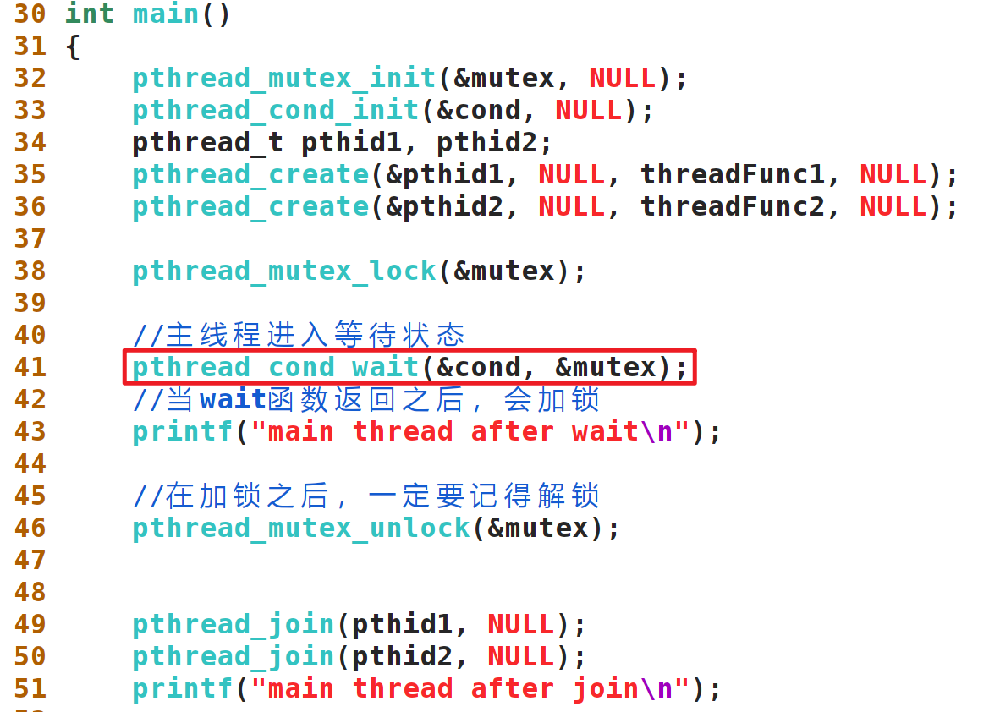 30 int main()
31 {
32     pthread_mutex_init(&mutex, NULL);
33     pthread_cond_init(&cond, NULL);
34     pthread_t pthid1, pthid2;
35     pthread_create(&pthid1, NULL, threadFunc1, NULL);
36     pthread_create(&pthid2, NULL, threadFunc2, NULL);
37
38     pthread_mutex_lock(&mutex);
39
40     //主线程进入等待状态
41     pthread_cond_wait(&cond, &mutex);
42     //当wait函数返回之后，会加锁
43     printf("main thread after wait\n");
44
45     //在加锁之后，一定要记得解锁
46     pthread_mutex_unlock(&mutex);
47
48
49     pthread_join(pthid1, NULL);
50     pthread_join(pthid2, NULL);
51     printf("main thread after join\n");